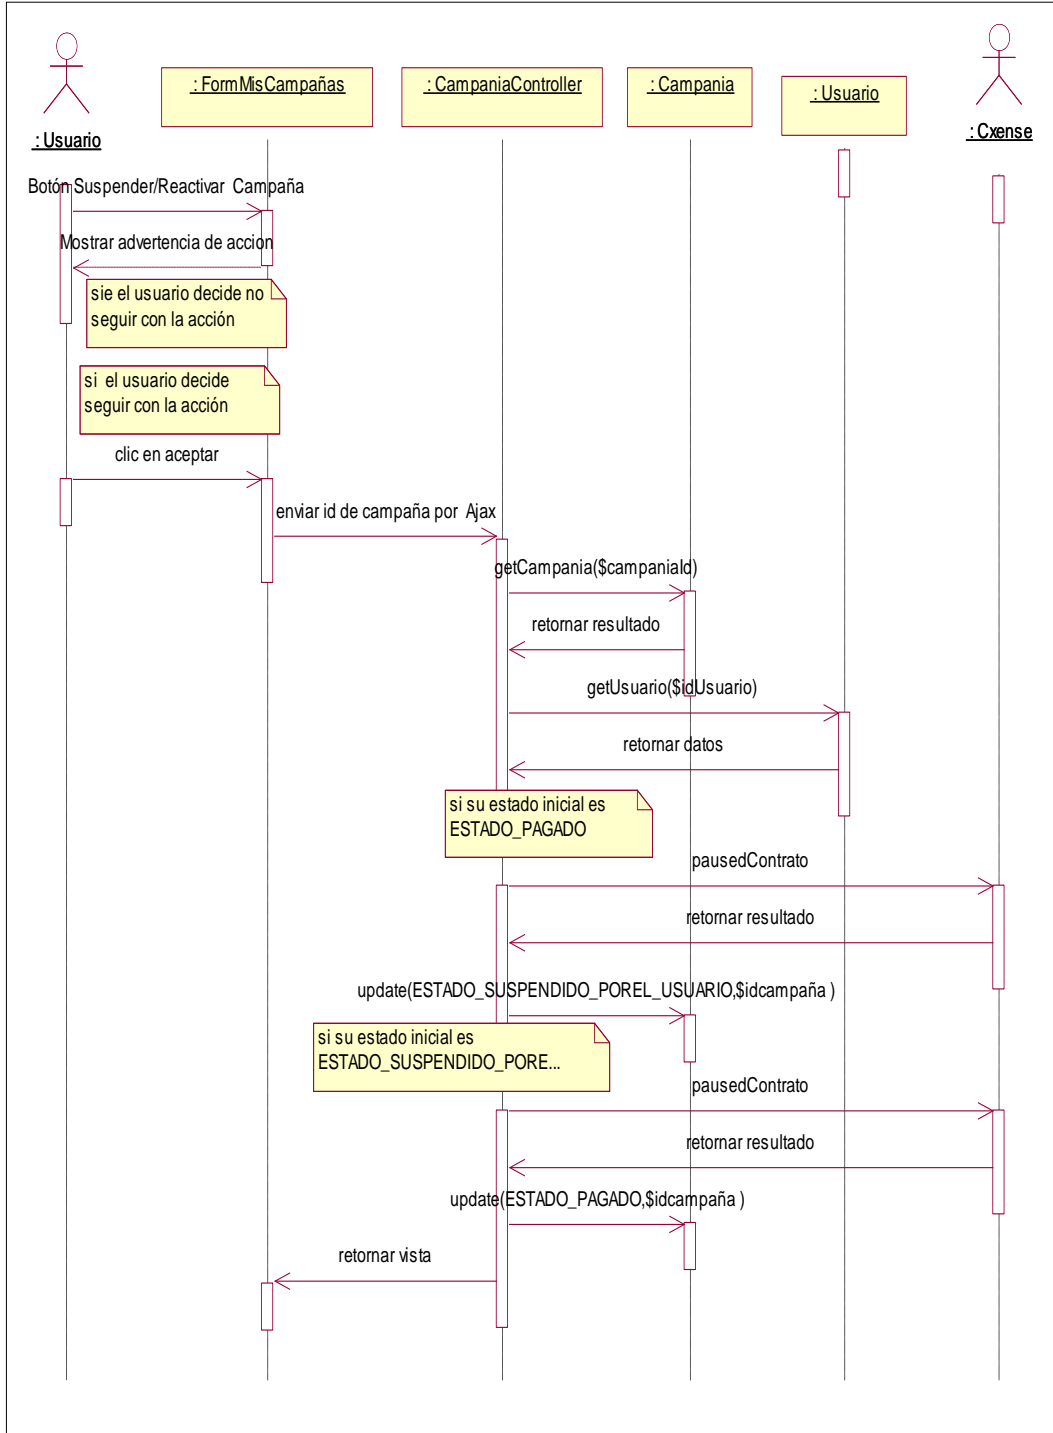 : Usuario
: FormMisCampañas
: CampaniaController
: Campania
: Usuario
: Cxense
Botón Suspender/Reactivar Campaña
Mostrar advertencia de accion
sie el usuario decide no
seguir con la acción
si el usuario decide
seguir con la acción
clic en aceptar
enviar id de campaña por Ajax
getCampania($campaniaId)
retornar resultado
getUsuario($idUsuario)
retornar datos
si su estado inicial es
ESTADO_PAGADO
pausedContrato
retornar resultado
update(ESTADO_SUSPENDIDO_POREL_USUARIO,$idcampaña )
si su estado inicial es
ESTADO_SUSPENDIDO_PORE...
pausedContrato
retornar resultado
update(ESTADO_PAGADO,$idcampaña )
retornar vista